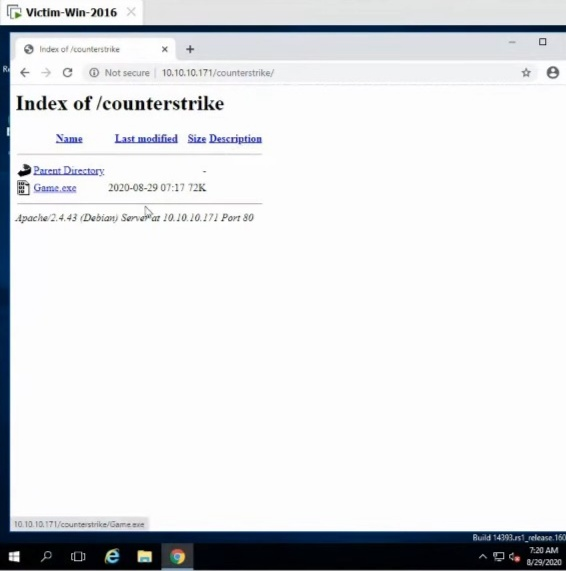 Victim-Win-2016
Index of /counterstrike
Not secure | 10.10.10.171/counterstrike/
Index of /counterstrike
Name Last modified Size Description
Parent Directory -
Game.exe 2020-08-29 07:17 72K
Apache/2.4.43 (Debian) Server at 10.10.10.171 Port 80
10.10.10.171/counterstrike/Game.exe
Build 14393.rs1_release.160
7:20 AM
8/29/2020